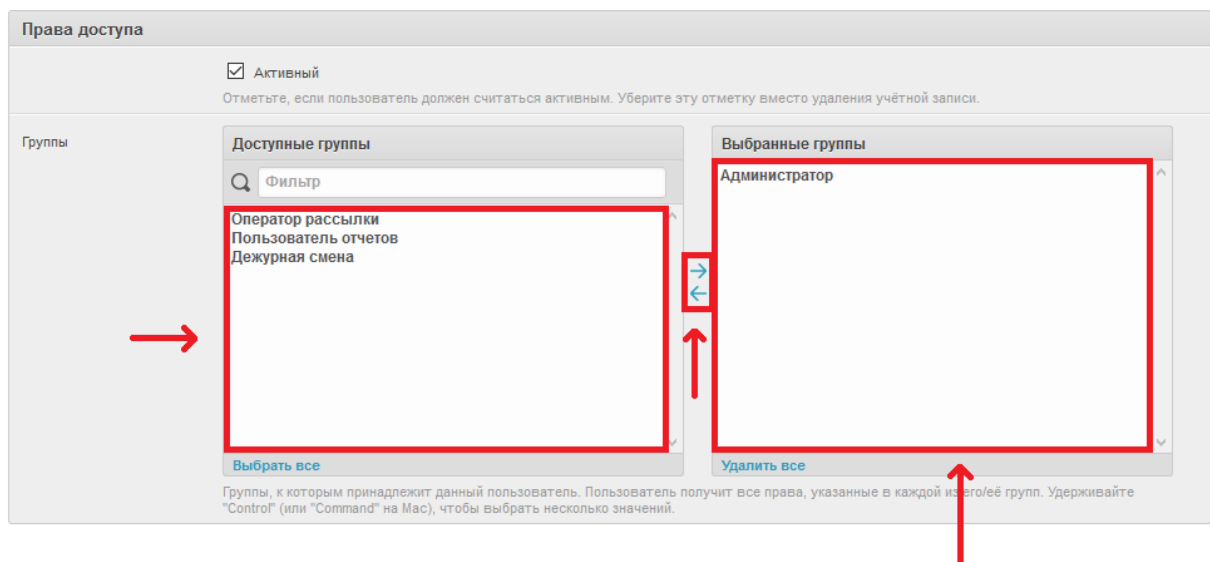 Права доступа
Активный
Отметьте, если пользователь должен считаться активным. Уберите эту отметку вместо удаления учётной записи.
Группы
Доступные группы
Фильтр
Оператор рассылки
Пользователь отчетов
Дежурная смена
Выбрать все
Выбранные группы
Администратор
Удалить все
Группы, к которым принадлежит данный пользователь. Пользователь получит все права, указанные в каждой из его/её групп. Удерживайте
"Control" (или "Command" на Mac), чтобы выбрать несколько значений.